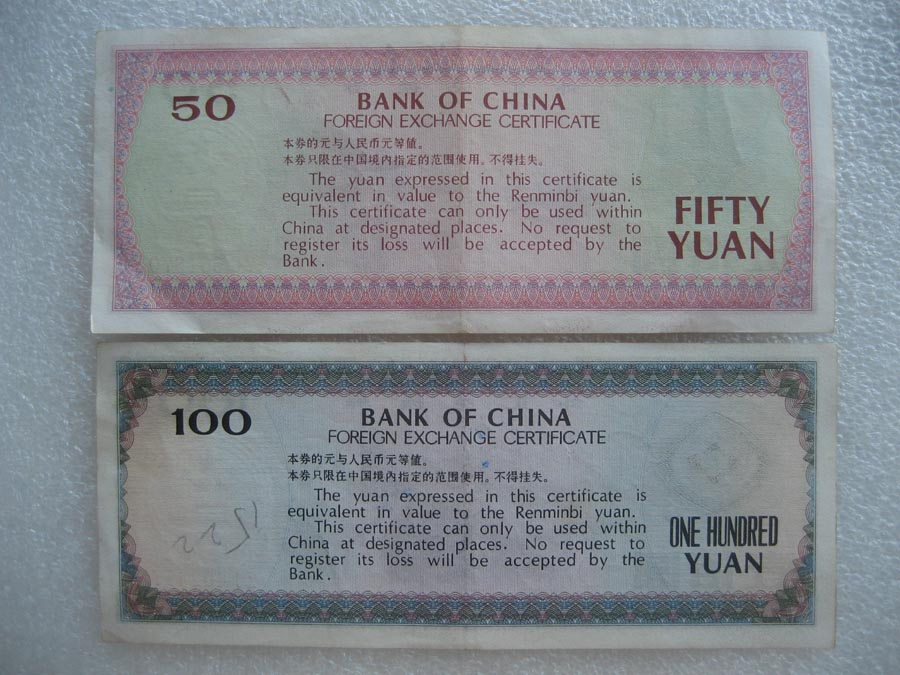 50
BANK OF CHINA
FOREIGN EXCHANGE CERTIFICATE
本券的元与人民币元等值。
本券只限在中国境内指定的范围使用。不得挂失。
The yuan expressed in this certificate is
equivalent in value to the Renminbi yuan.
This certificate can only be used within
China at designated places. No request to
register its loss will be accepted by the
Bank.
FIFTY
YUAN
100
BANK OF CHINA
FOREIGN EXCHANGE CERTIFICATE
本券的元与人民币元等值。
本券只限在中国境内指定的范围使用。不得挂失。
The yuan expressed in this certificate is
equivalent in value to the Renminbi yuan.
This certificate can only be used within
China at designated places. No request to
register its loss will be accepted by the
Bank.
ONE HUNDRED
YUAN